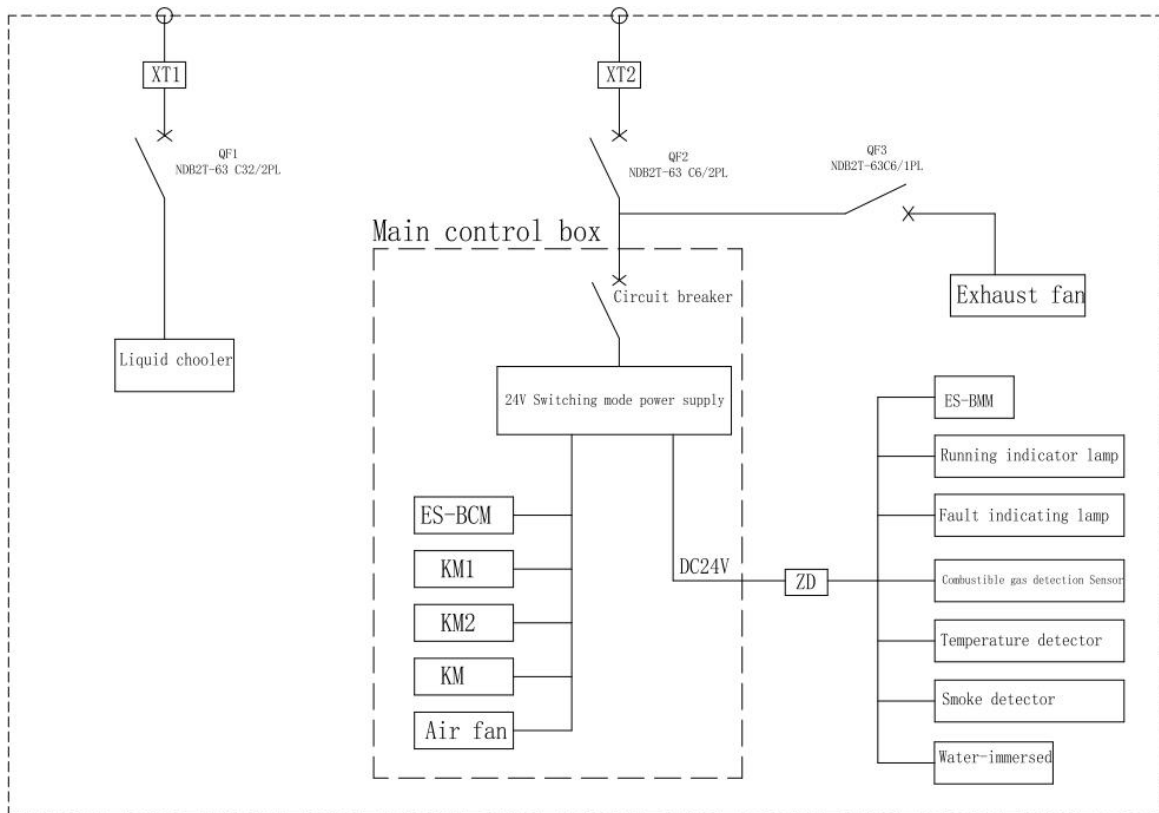 XT1
XT2
QF1
NDB2T-63 C32/2PL
QF2
NDB2T-63 C6/2PL
QF3
NDB2T-63C6/1PL
Main control box
Circuit breaker
Exhaust fan
Liquid chooler
24V Switching mode power supply
ES-BMM
Running indicator lamp
ES-BCM
Fault indicating lamp
KM1
DC24V
ZD
Combustible gas detection Sensor
KM2
Temperature detector
KM
Smoke detector
Air fan
Water-immersed